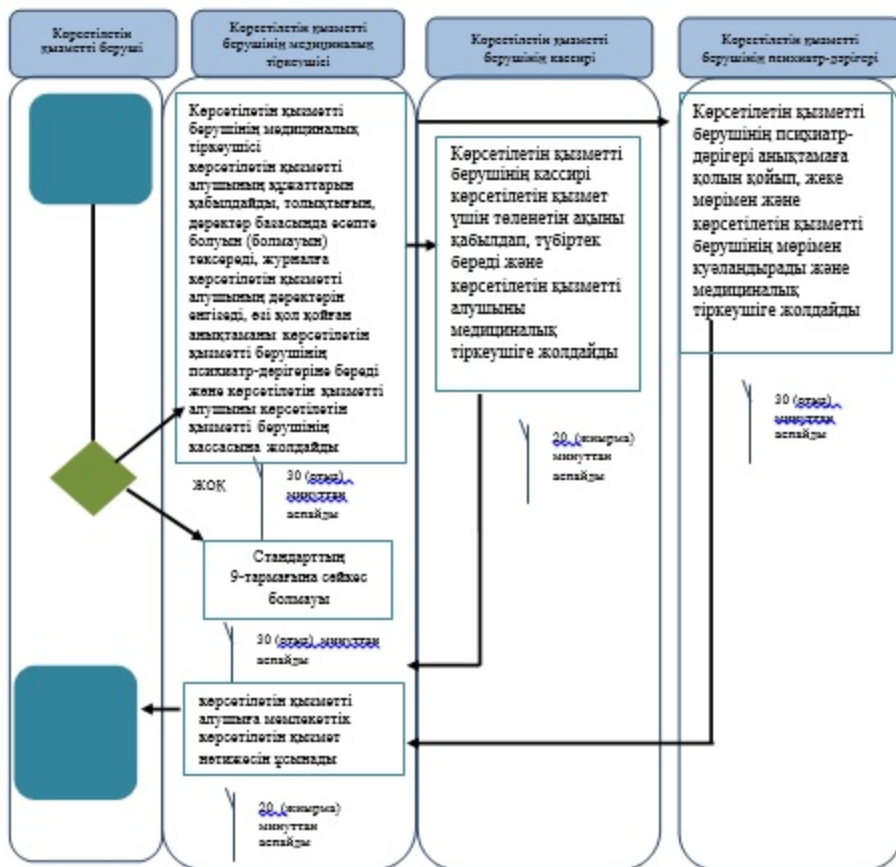 Көрсетілетін
қызметті беруші
Көрсетілетін қызметті
берушінің медициналық
тіркеушісі
Көрсетілетін қызметті
берушінің кассирі
Көрсетілетін қызметті
берушінің психиатр-дәрігері
Көрсетілетін қызметті
берушінің медициналық
тіркеушісі
көрсетілетін қызметті
алушының құжаттарын
қабылдайды, толықтығын,
деректер базасында есепте
болуын (болмауын)
тексереді, журналға
көрсетілетін қызметті
алушының деректерін
енгізеді, өзі қол қойған
анықтаманы көрсетілетін
қызметті берушінің
психиатр-дәрігеріне береді
және көрсетілетін қызметті
алушыны көрсетілетін
қызметті берушінің
кассасына жолдайды
Көрсетілетін қызметті
берушінің кассирі
көрсетілетін қызмет
үшін төленетін ақыны
қабылдап, түбіртек
береді және
көрсетілетін қызметті
алушыны
медициналық
тіркеушіге жолдайды
Көрсетілетін қызметті
берушінің психиатр-
дәрігері анықтамаға
қолын қойып, жеке
мөрімен және
көрсетілетін қызметті
берушінің мөрімен
куәландырады және
медициналық
тіркеушіге жолдайды
30 (отыз)
минуттан
аспайды
20 (жиырма)
минуттан
аспайды
ЖОҚ
30 (отыз)
минуттан
аспайды
Стандарттың
9-тармағына сәйкес
болмауы
30 (отыз) минуттан
аспайды
көрсетілетін қызметті
алушыға мемлекеттік
көрсетілетін қызмет
нәтижесін ұсынады
20 (жиырма)
минуттан
аспайды